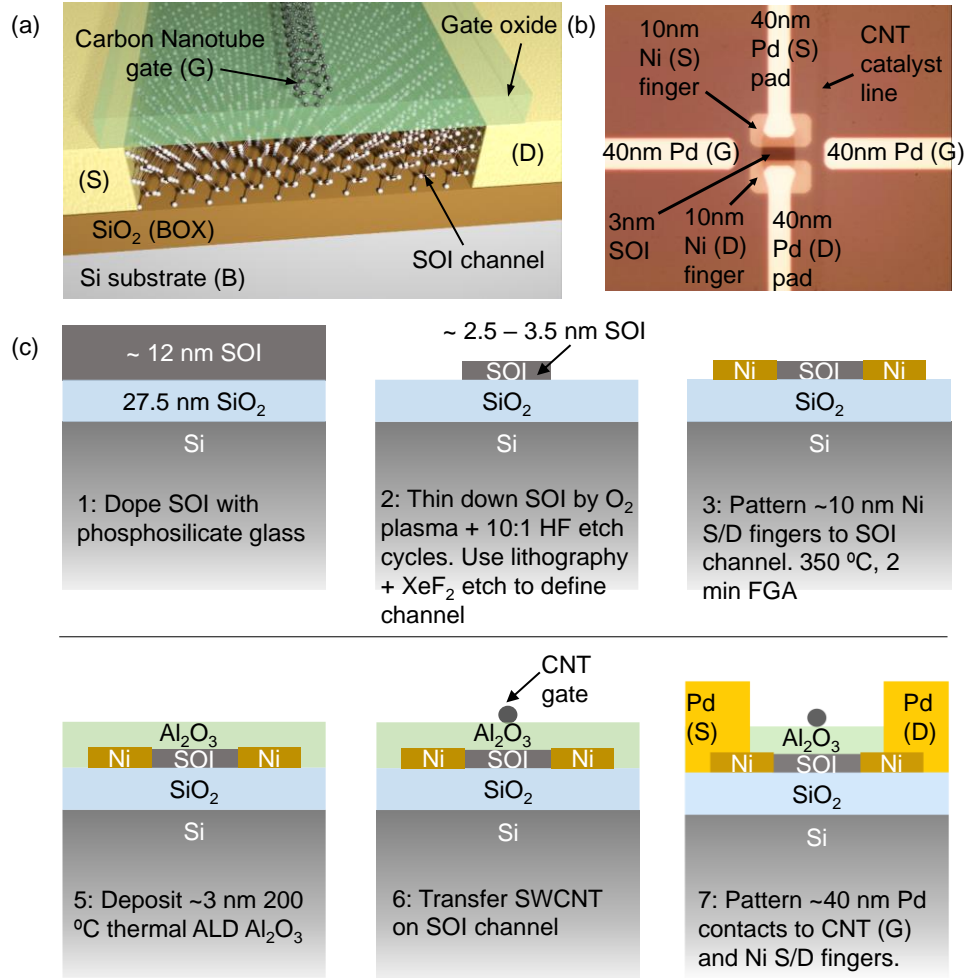 (a)
Carbon Nanotube
gate (G)
Gate oxide
(S)
(D)
SiO₂ (BOX)
SOI channel
Si substrate (B)
(b)
10nm
Ni (S)
finger
40nm
Pd (S)
pad
CNT
catalyst
line
40nm Pd (G)
40nm Pd (G)
3nm
SOI
10nm
Ni (D)
finger
40nm
Pd (D)
pad
(c)
~ 12 nm SOI
27.5 nm SiO₂
Si
1: Dope SOI with
phosphosilicate glass
~ 2.5 – 3.5 nm SOI
SOI
SiO₂
Si
2: Thin down SOI by O₂
plasma + 10:1 HF etch
cycles. Use lithography
+ XeF₂ etch to define
channel
Ni SOI Ni
SiO₂
Si
3: Pattern ~10 nm Ni
S/D fingers to SOI
channel. 350 ºC, 2
min FGA
Al₂O₃
Ni SOI Ni
SiO₂
Si
5: Deposit ~3 nm 200
ºC thermal ALD Al₂O₃
CNT
gate
Al₂O₃
Ni SOI Ni
SiO₂
Si
6: Transfer SWCNT
on SOI channel
Pd
(S)
Pd
(D)
Al₂O₃
Ni SOI Ni
SiO₂
Si
7: Pattern ~40 nm Pd
contacts to CNT (G)
and Ni S/D fingers.